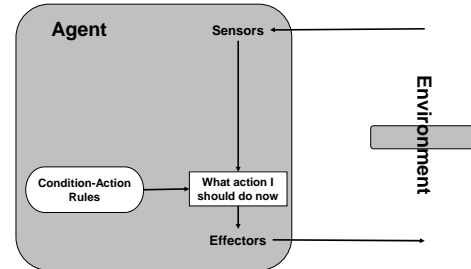 Agent
Sensors
Environment
Condition-Action
Rules
What action I
should do now
Effectors